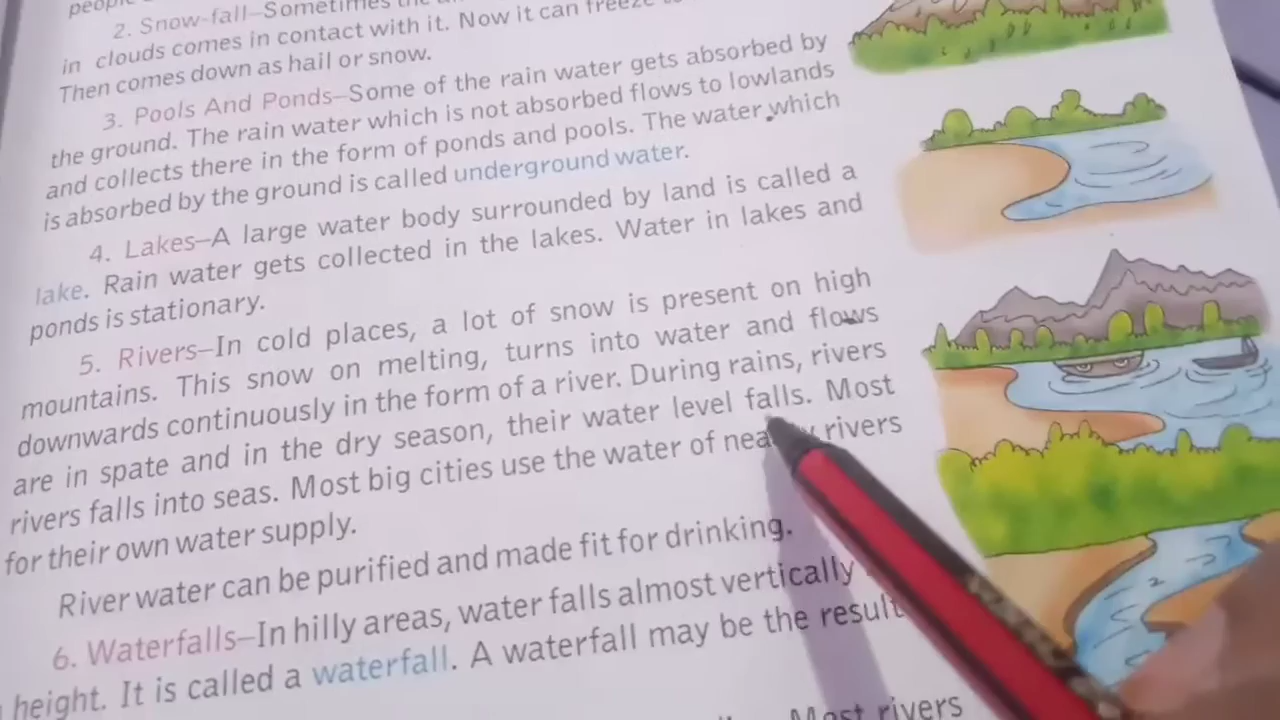 people
2. Snow-fall–Sometimes the
in clouds comes in contact with it. Now it can freeze
Then comes down as hail or snow.
3. Pools And Ponds–Some of the rain water gets absorbed by
the ground. The rain water which is not absorbed flows to lowlands
and collects there in the form of ponds and pools. The water which
is absorbed by the ground is called underground water.
4. Lakes–A large water body surrounded by land is called a
lake. Rain water gets collected in the lakes. Water in lakes and
ponds is stationary.
5. Rivers–In cold places, a lot of snow is present on high
mountains. This snow on melting, turns into water and flows
downwards continuously in the form of a river. During rains, rivers
are in spate and in the dry season, their water level falls. Most
rivers falls into seas. Most big cities use the water of rivers
for their own water supply.
River water can be purified and made fit for drinking.
6. Waterfalls–In hilly areas, water falls almost vertically
height. It is called a waterfall. A waterfall may be the result
Most rivers